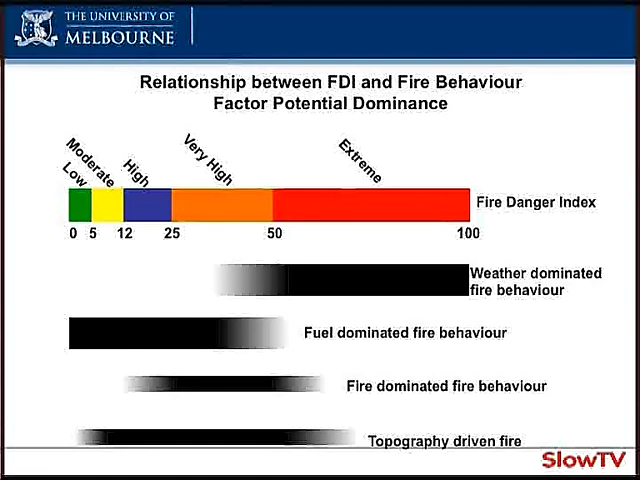 THE UNIVERSITY OF
MELBOURNE
Relationship between FDI and Fire Behaviour
Factor Potential Dominance
Low
Moderate
High
Very High
Extreme
Fire Danger Index
0 5 12 25 50 100
Weather dominated
fire behaviour
Fuel dominated fire behaviour
Fire dominated fire behaviour
Topography driven fire
SlowTV